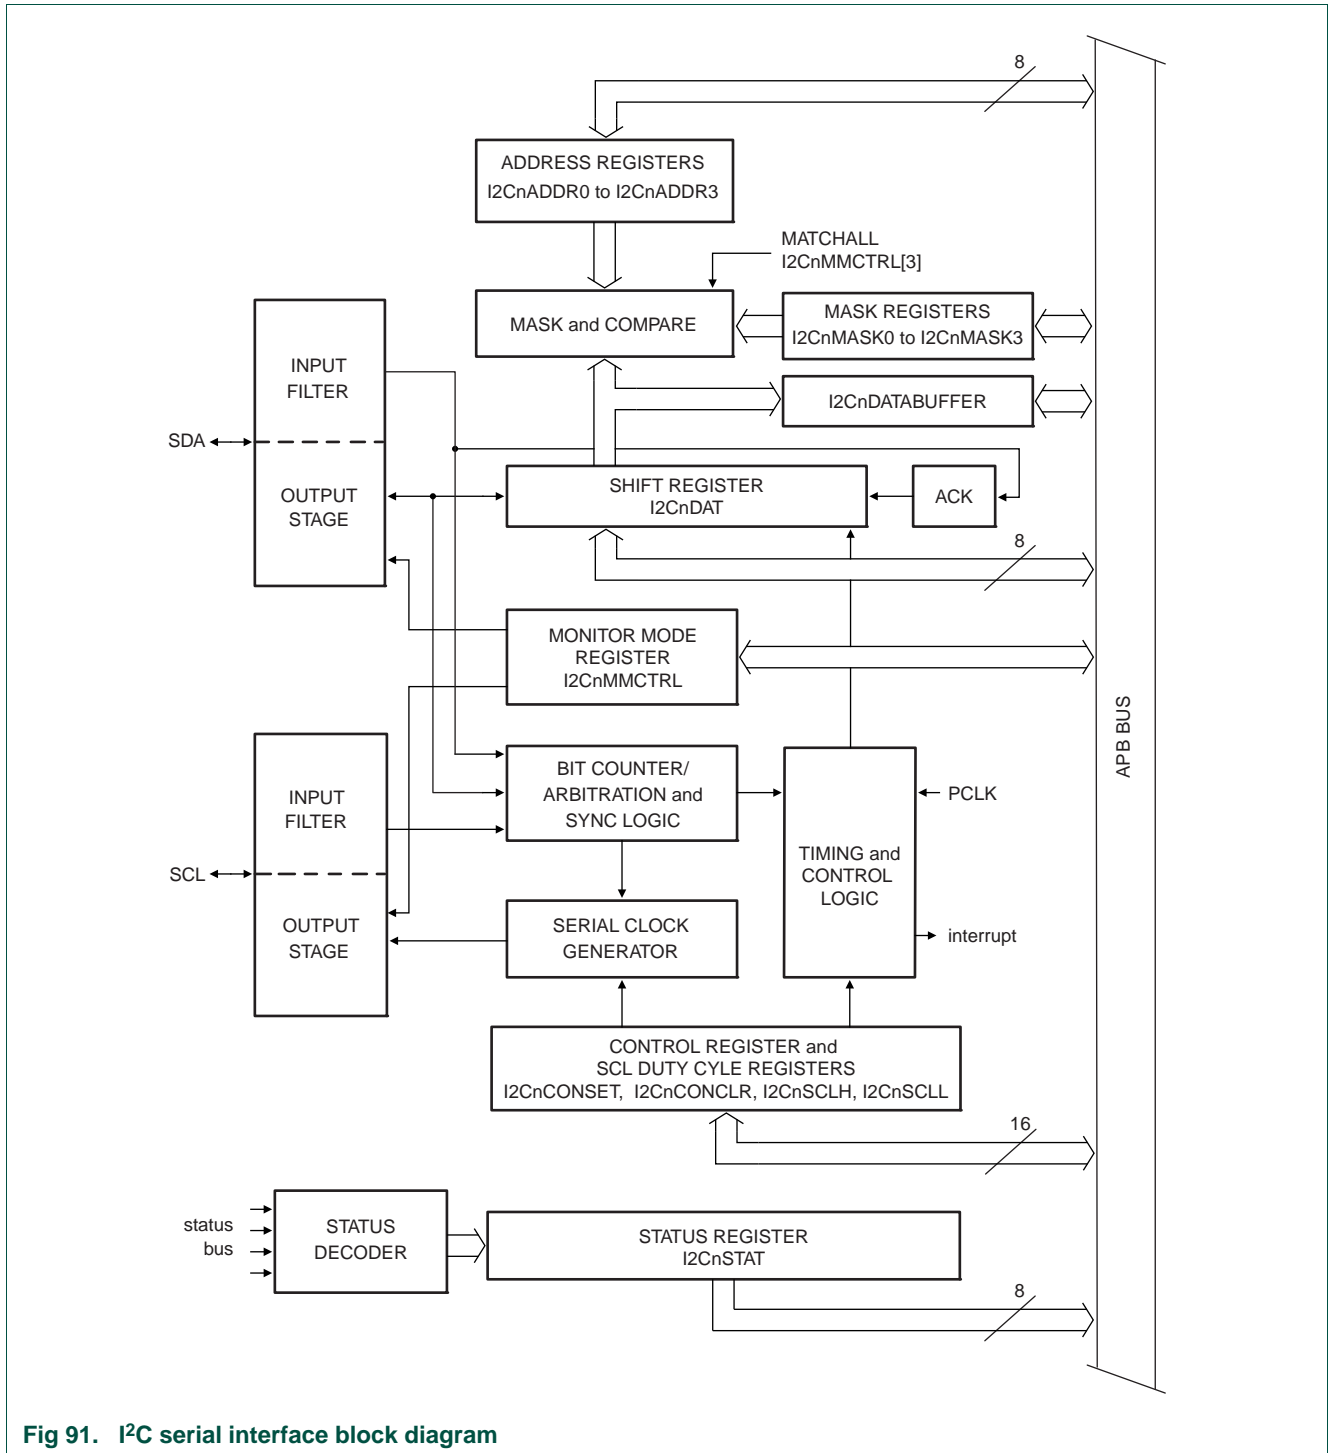 8
ADDRESS REGISTERS
I2CnADDR0 to I2CnADDR3
MATCHALL
I2CnMMCTRL[3]
MASK and COMPARE
MASK REGISTERS
I2CnMASK0 to I2CnMASK3
INPUT
FILTER
I2CnDATABUFFER
SDA
OUTPUT
STAGE
SHIFT REGISTER
I2CnDAT
ACK
8
MONITOR MODE
REGISTER
I2CnMMCTRL
APB BUS
INPUT
FILTER
BIT COUNTER/
ARBITRATION and
SYNC LOGIC
PCLK
TIMING and
CONTROL
LOGIC
SCL
OUTPUT
STAGE
SERIAL CLOCK
GENERATOR
interrupt
CONTROL REGISTER and
SCL DUTY CYLE REGISTERS
I2CnCONSET, I2CnCONCLR, I2CnSCLH, I2CnSCLL
16
status
bus
STATUS
DECODER
STATUS REGISTER
I2CnSTAT
8
Fig 91. I²C serial interface block diagram